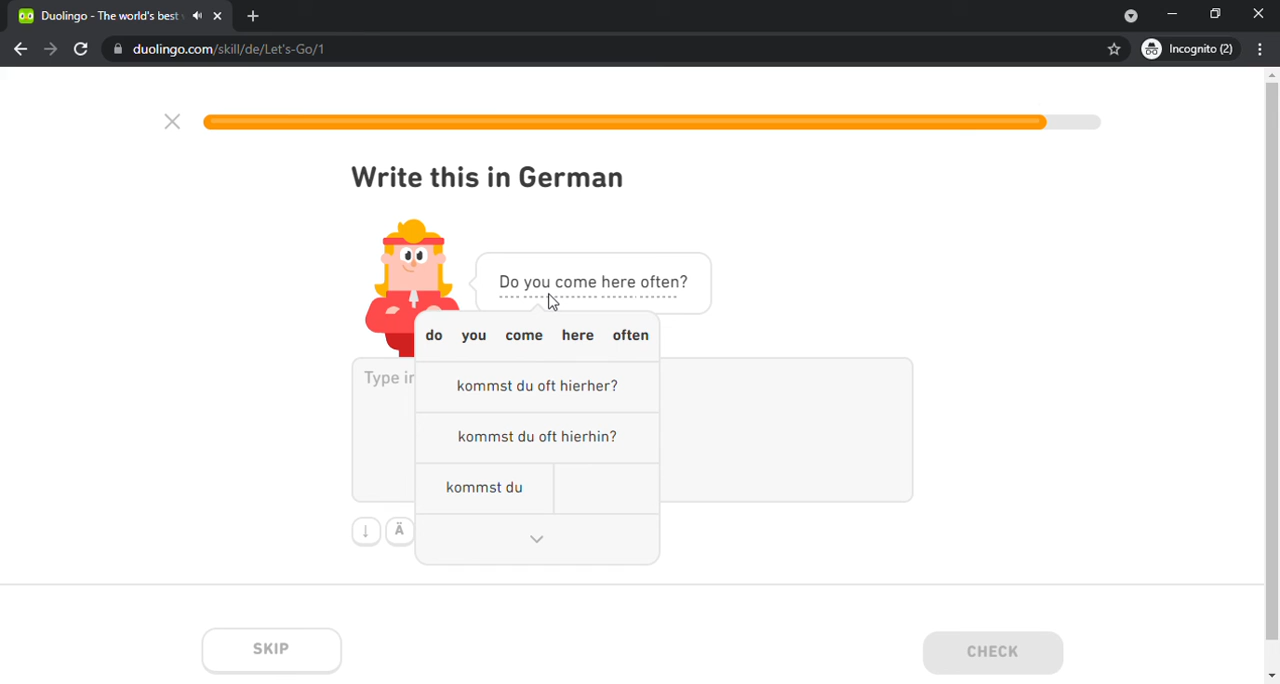 Duolingo - The world's best
duolingo.com/skill/de/Let's-Go/1
Incognito (2)
Write this in German
Do you come here often?
do you come here often
kommst du oft hierher?
Type in
kommst du oft hierhin?
kommst du
Ä
SKIP
CHECK